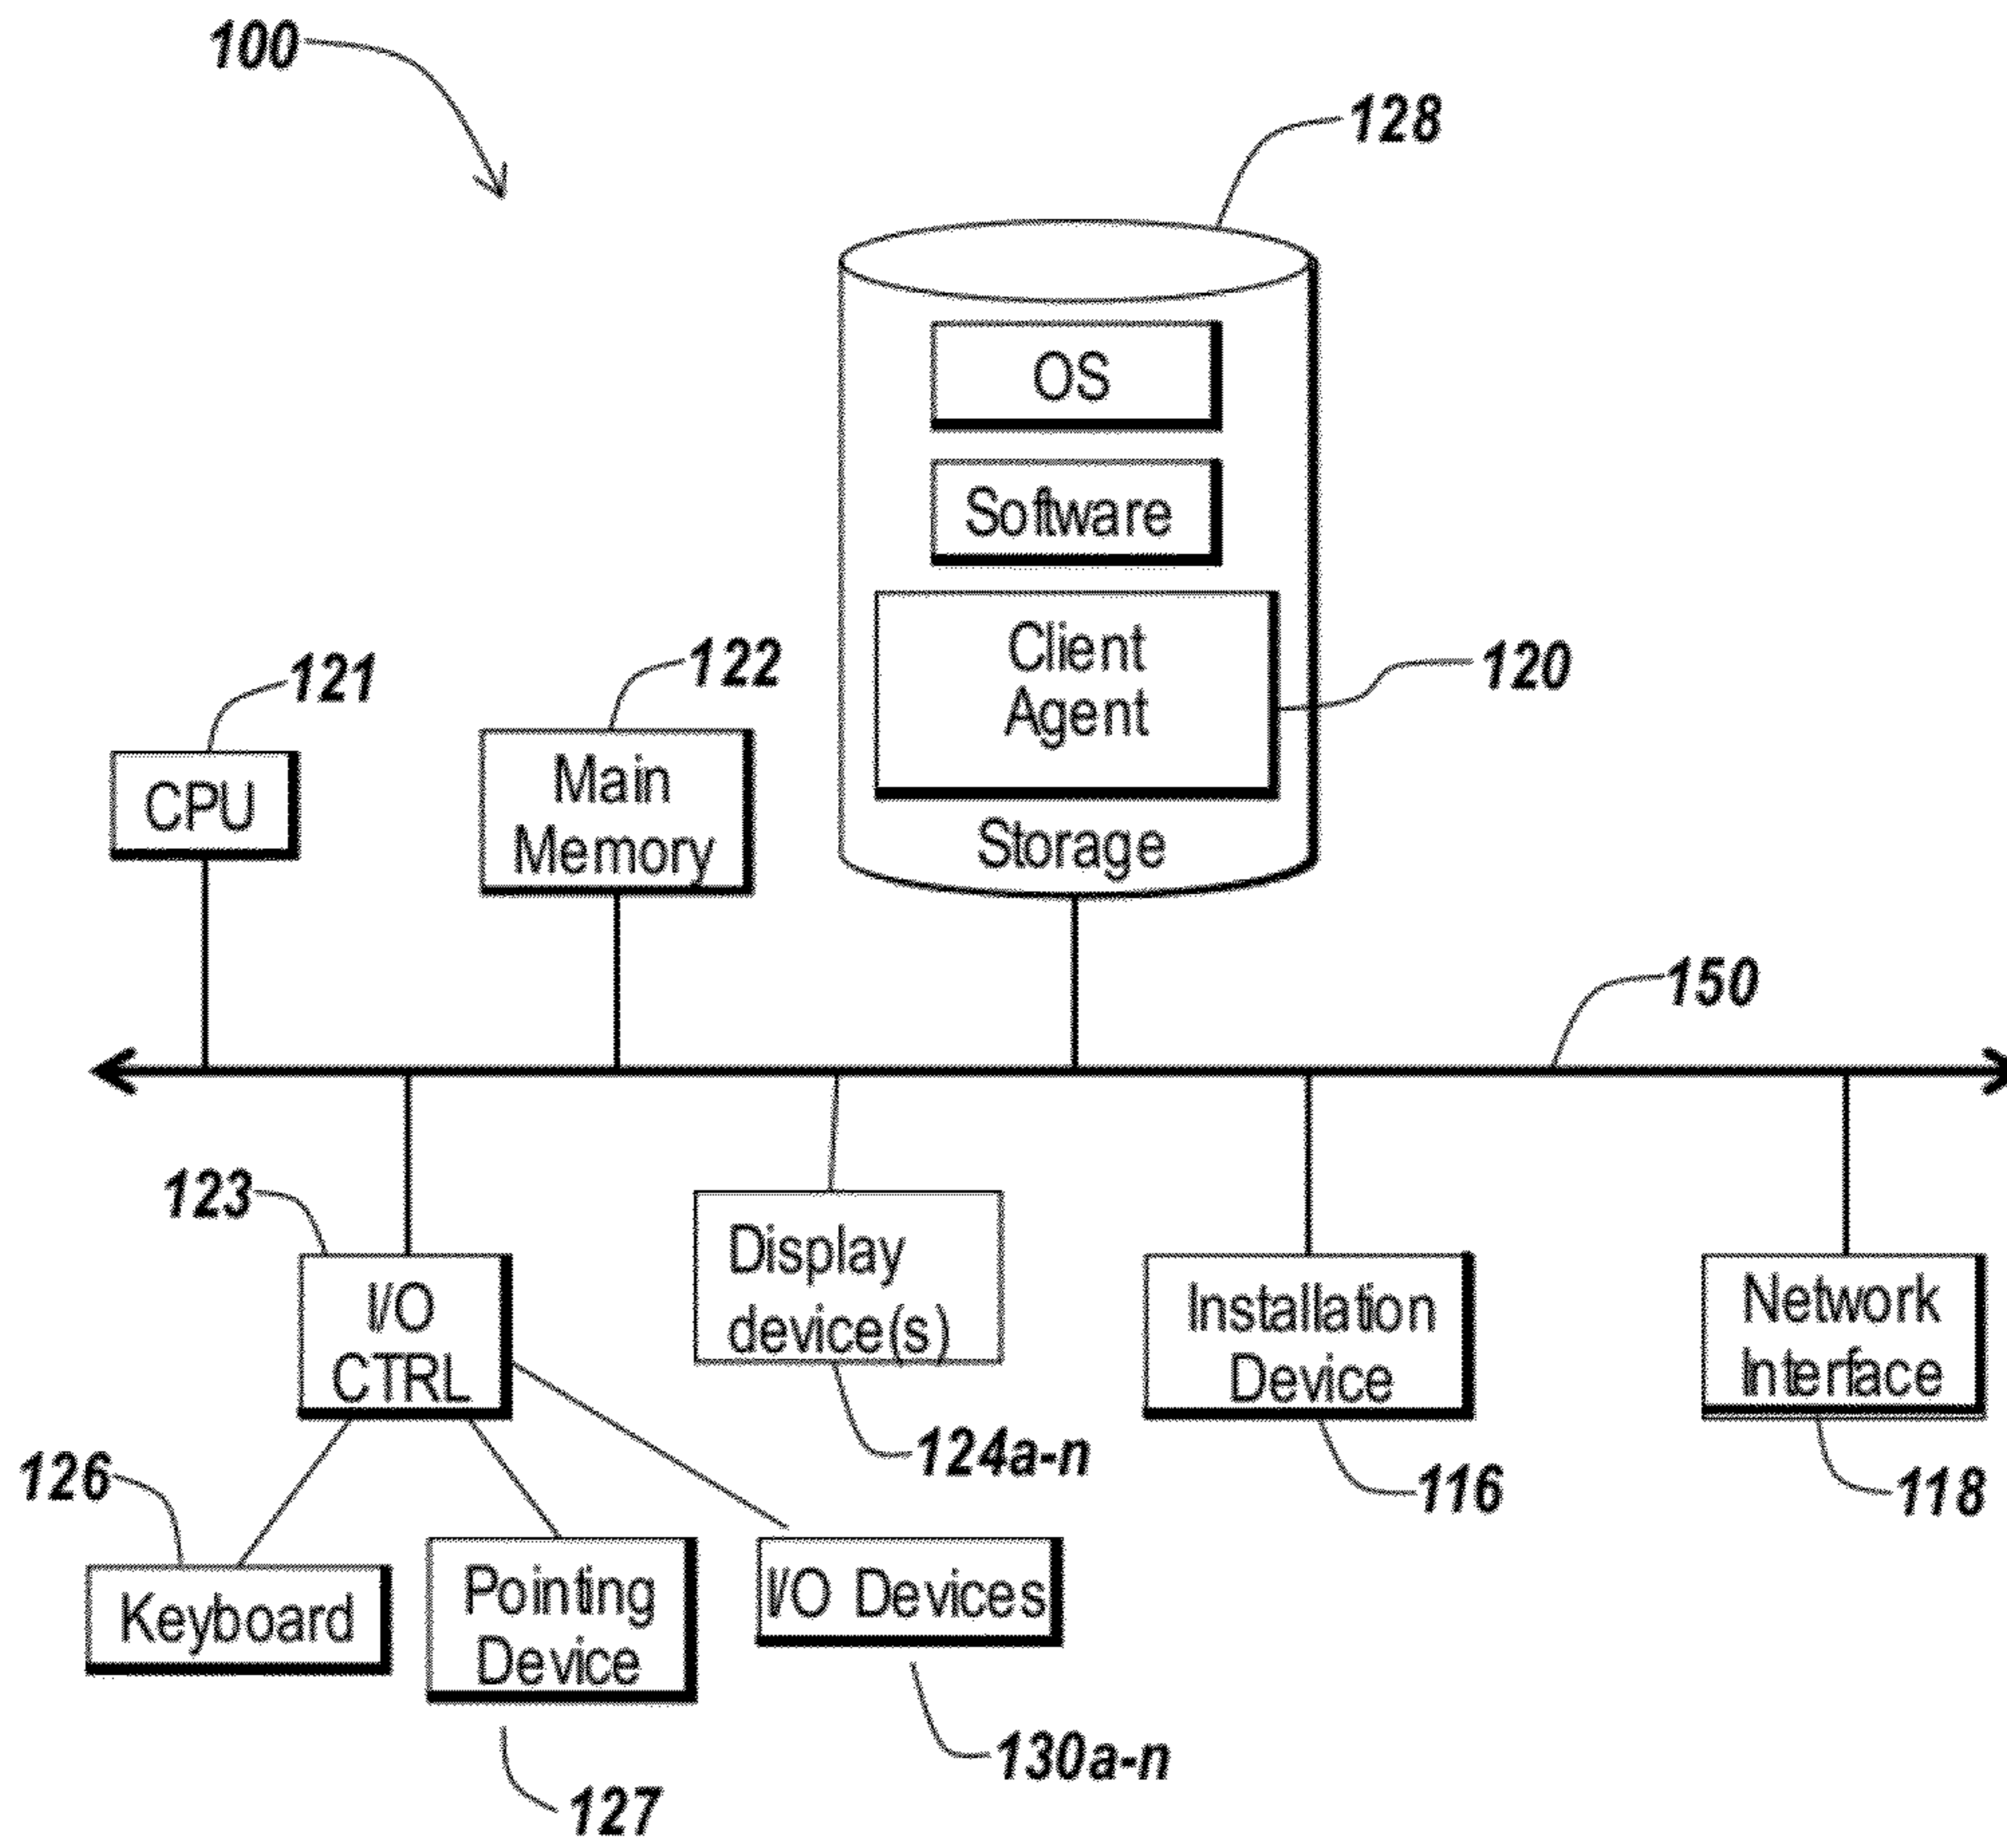 100
128
OS
Software
Client
Agent
120
Storage
121
CPU
122
Main
Memory
150
123
I/O
CTRL
Display
device(s)
124a-n
Installation
Device
116
Network
Interface
118
126
Keyboard
Pointing
Device
127
I/O Devices
130a-n